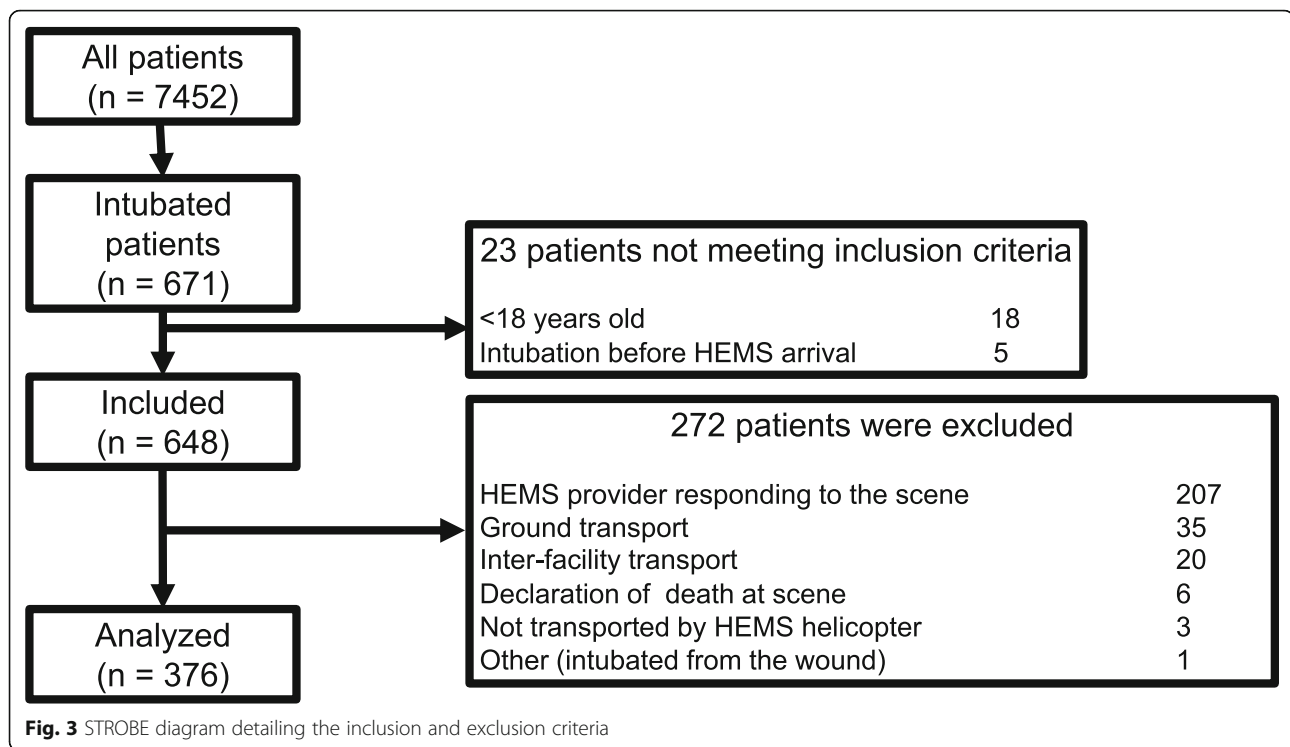 All patients
(n = 7452)
Intubated
patients
(n = 671)
23 patients not meeting inclusion criteria
<18 years old 18
Intubation before HEMS arrival 5
Included
(n = 648)
272 patients were excluded
HEMS provider responding to the scene 207
Ground transport 35
Inter-facility transport 20
Declaration of death at scene 6
Not transported by HEMS helicopter 3
Other (intubated from the wound) 1
Analyzed
(n = 376)
Fig. 3 STROBE diagram detailing the inclusion and exclusion criteria